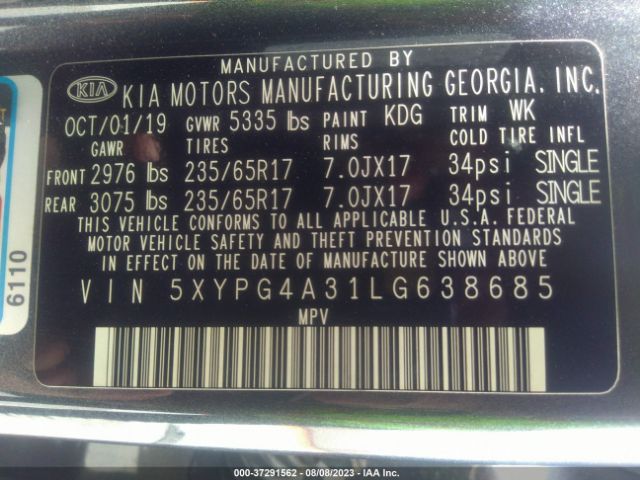 MANUFACTURED BY
KIA KIA MOTORS MANUFACTURING GEORGIA, INC.
OCT/01/19 GVWR 5335 lbs PAINT KDG TRIM WK
GAWR TIRES RIMS COLD TIRE INFL
FRONT 2976 lbs 235/65R17 7.0JX17 34psi SINGLE
REAR 3075 lbs 235/65R17 7.0JX17 34psi SINGLE
THIS VEHICLE CONFORMS TO ALL APPLICABLE U.S.A. FEDERAL
MOTOR VEHICLE SAFETY AND THEFT PREVENTION STANDARDS
IN EFFECT ON THE DATE OF MANUFACTURE SHOWN ABOVE.
VIN 5XYPG4A31LG638685
MPV
6110
000-37291562 - 08/08/2023 - IAA Inc.